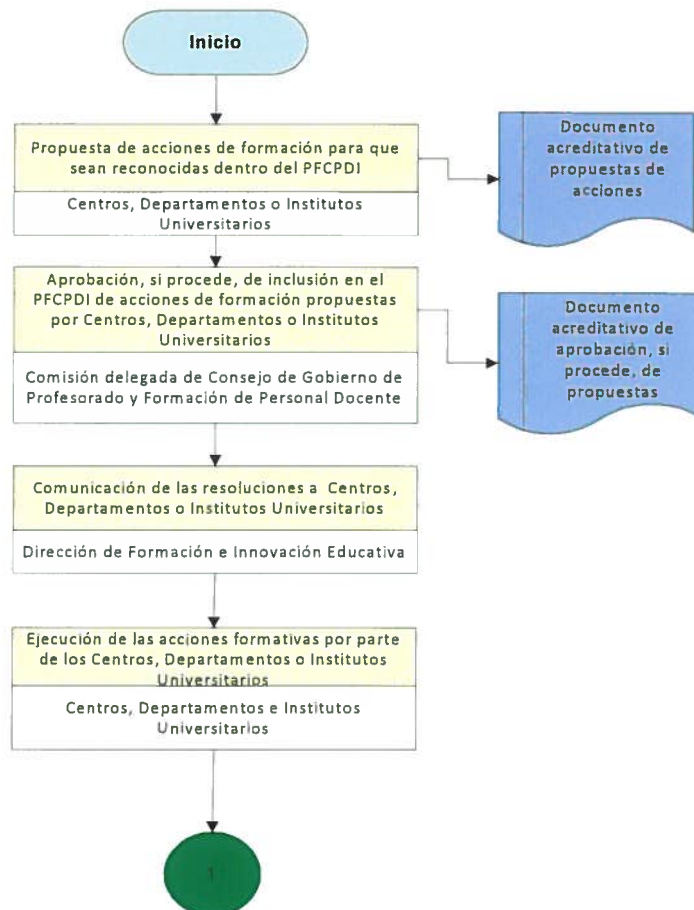 Inicio
Propuesta de acciones de formación para que
sean reconocidas dentro del PFCPDI
Centros, Departamentos o Institutos
Universitarios
Documento
acreditativo de
propuestas de
acciones
Aprobación, si procede, de inclusión en el
PFCPDI de acciones de formación propuestas
por Centros, Departamentos o Institutos
Universitarios
Comisión delegada de Consejo de Gobierno de
Profesorado y Formación de Personal Docente
Documento
acreditativo de
aprobación, si
procede, de
propuestas
Comunicación de las resoluciones a Centros,
Departamentos o Institutos Universitarios
Dirección de Formación e Innovación Educativa
Ejecución de las acciones formativas por parte
de los Centros, Departamentos o Institutos
Universitarios
Centros, Departamentos e Institutos
Universitarios
1